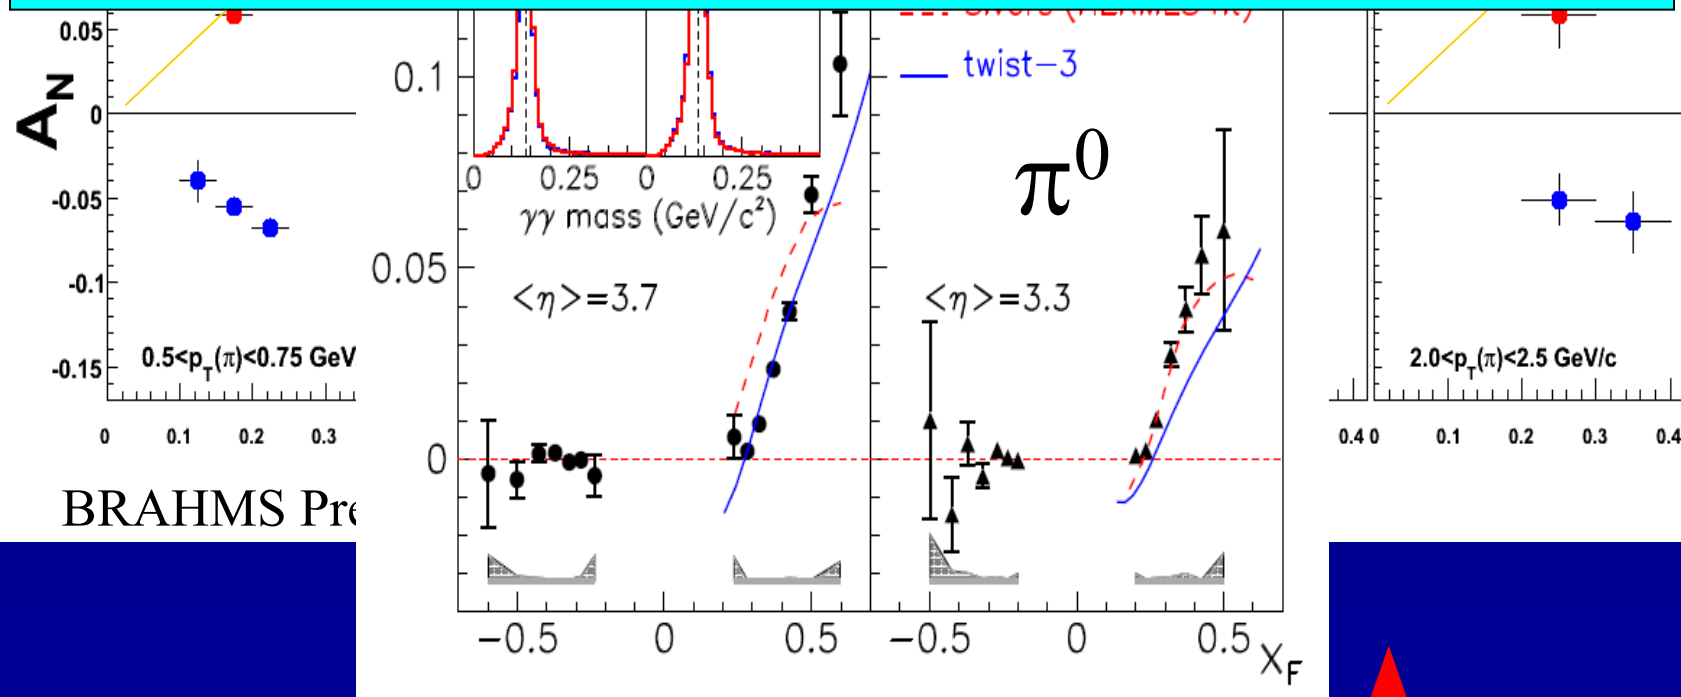 Sivers (HERMES fit)
twist-3
π⁰
A_N
0.05
0
-0.05
-0.1
-0.15
0.5<p_T(π)<0.75 GeV
0 0.1 0.2 0.3
BRAHMS Pre
0.1
0.05
0
0 0.25 0 0.25
γγ mass (GeV/c²)
<η>=3.7
<η>=3.3
−0.5 0 0.5 −0.5 0 0.5
X_F
2.0<p_T(π)<2.5 GeV/c
0.4 0 0.1 0.2 0.3 0.4